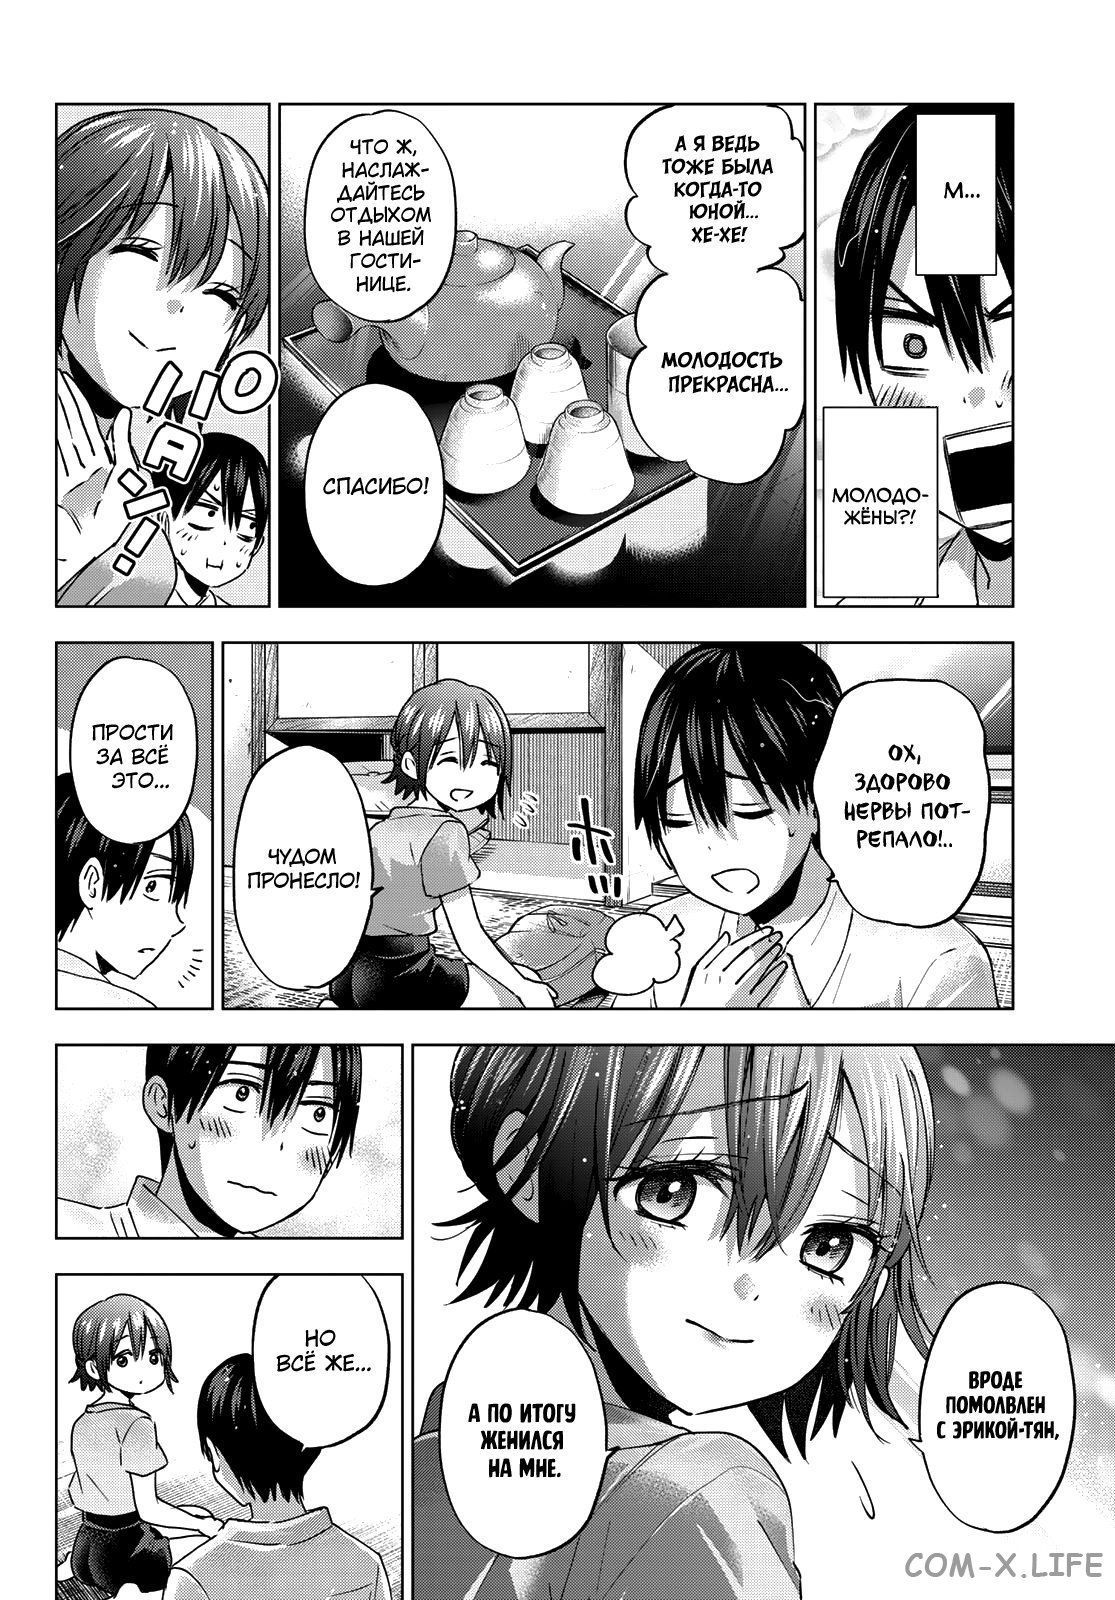 М...
МОЛОДО-
ЖЁНЫ?!
А Я ВЕДЬ
ТОЖЕ БЫЛА
КОГДА-ТО
ЮНОЙ...
ХЕ-ХЕ!
МОЛОДОСТЬ
ПРЕКРАСНА...
ЧТО Ж,
НАСЛАЖ-
ДАЙТЕСЬ
ОТДЫХОМ
В НАШЕЙ
ГОСТИ-
НИЦЕ.
СПАСИБО!
ОХ,
ЗДОРОВО
НЕРВЫ ПОТ-
РЕПАЛО!..
ホッ
ЧУДОМ
ПРОНЕСЛО!
ПРОСТИ
ЗА ВСЁ
ЭТО...
ВРОДЕ
ПОМОЛВЛЕН
С ЭРИКОЙ-ТЯН,
А ПО ИТОГУ
ЖЕНИЛСЯ
НА МНЕ.
НО
ВСЁ ЖЕ...
COM-X.LIFE